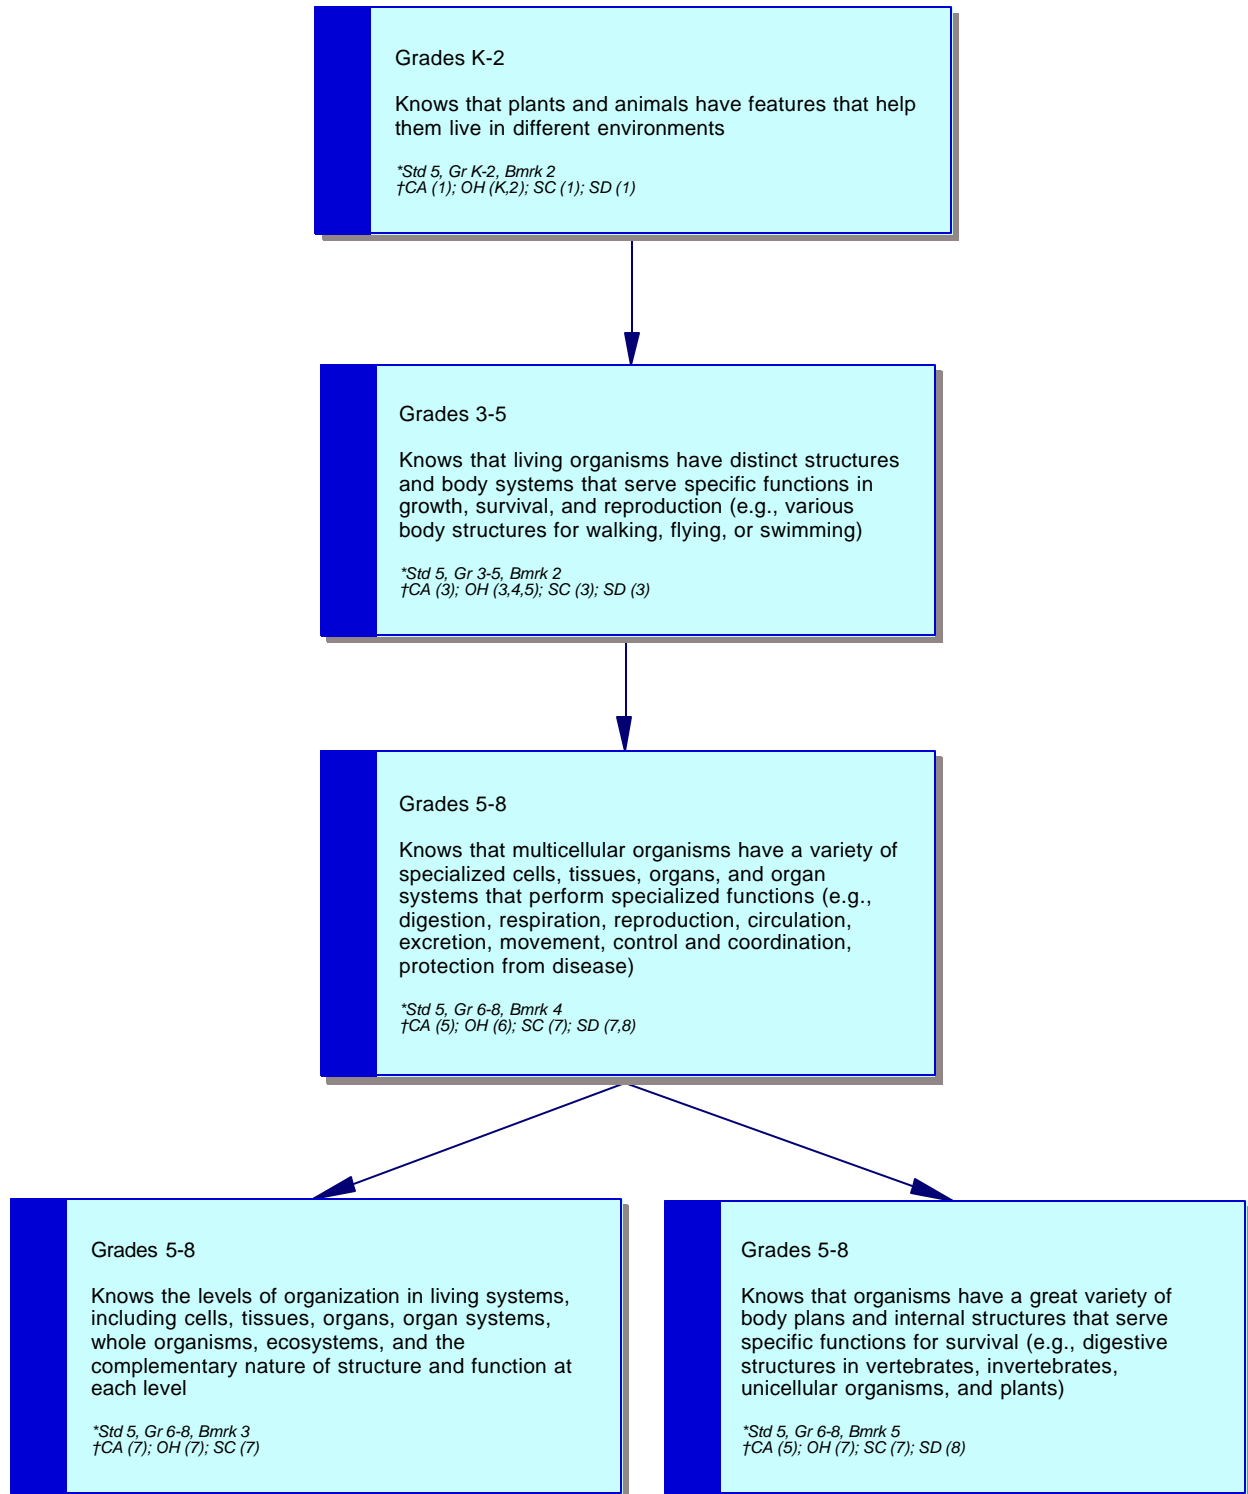 Grades K-2
Knows that plants and animals have features that help
them live in different environments
*Std 5, Gr K-2, Bmrk 2
†CA (1); OH (K,2); SC (1); SD (1)
Grades 3-5
Knows that living organisms have distinct structures
and body systems that serve specific functions in
growth, survival, and reproduction (e.g., various
body structures for walking, flying, or swimming)
*Std 5, Gr 3-5, Bmrk 2
†CA (3); OH (3,4,5); SC (3); SD (3)
Grades 5-8
Knows that multicellular organisms have a variety of
specialized cells, tissues, organs, and organ
systems that perform specialized functions (e.g.,
digestion, respiration, reproduction, circulation,
excretion, movement, control and coordination,
protection from disease)
*Std 5, Gr 6-8, Bmrk 4
†CA (5); OH (6); SC (7); SD (7,8)
Grades 5-8
Knows the levels of organization in living systems,
including cells, tissues, organs, organ systems,
whole organisms, ecosystems, and the
complementary nature of structure and function at
each level
*Std 5, Gr 6-8, Bmrk 3
†CA (7); OH (7); SC (7)
Grades 5-8
Knows that organisms have a great variety of
body plans and internal structures that serve
specific functions for survival (e.g., digestive
structures in vertebrates, invertebrates,
unicellular organisms, and plants)
*Std 5, Gr 6-8, Bmrk 5
†CA (5); OH (7); SC (7); SD (8)